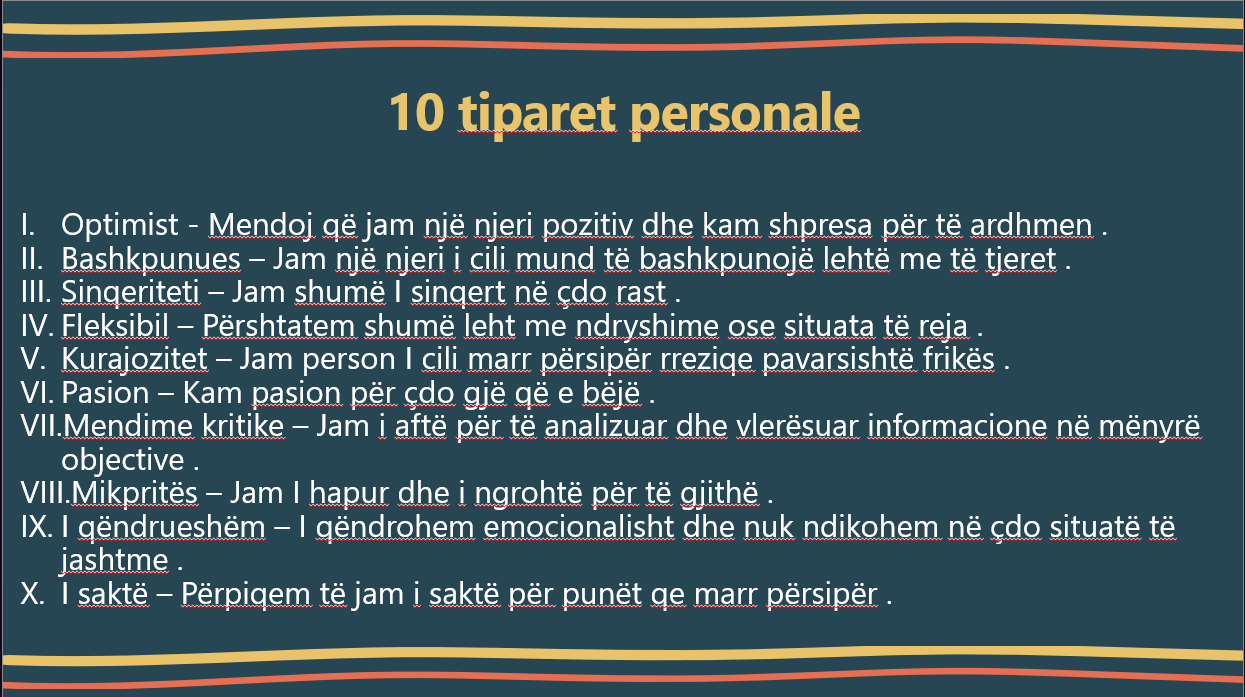 10 tiparet personale
I. Optimist - Mendoj që jam një njeri pozitiv dhe kam shpresa për të ardhmen .
II. Bashkpunues – Jam një njeri i cili mund të bashkpunojë lehtë me të tjeret .
III. Sinqeriteti – Jam shumë I sinqert në çdo rast .
IV. Fleksibil – Përshtatem shumë leht me ndryshime ose situata të reja .
V. Kurajozitet – Jam person I cili marr përsipër rreziqe pavarsishtë frikës .
VI. Pasion – Kam pasion për çdo gjë që e bëjë .
VII.Mendime kritike – Jam i aftë për të analizuar dhe vlerësuar informacione në mënyrë
objective .
VIII.Mikpritës – Jam I hapur dhe i ngrohtë për të gjithë .
IX. I qëndrueshëm – I qëndrohem emocionalisht dhe nuk ndikohem në çdo situatë të
jashtme .
X. I saktë – Përpiqem të jam i saktë për punët qe marr përsipër .